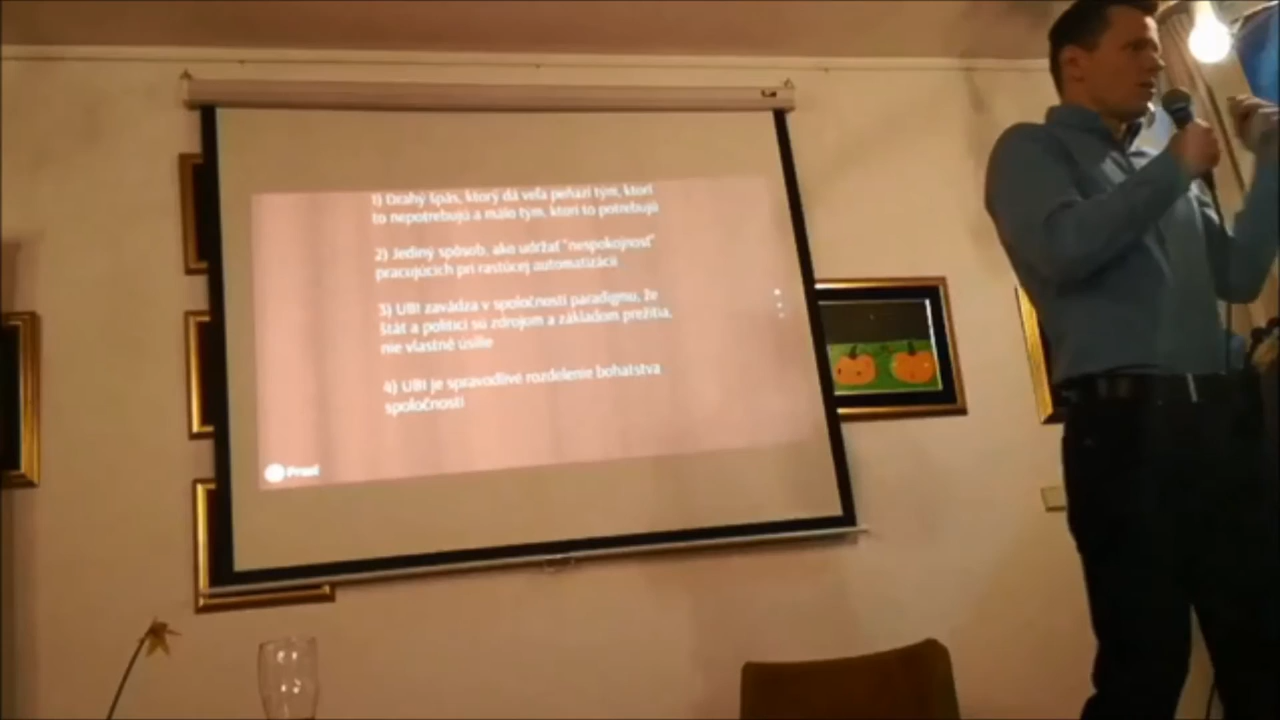 1) Drahý špás, ktorý dá veľa peňazí tým, ktorí
to nepotrebujú a málo tým, ktorí to potrebujú
2) Jediný spôsob, ako udržať "nespokojnosť"
pracujúcich pri rastúcej automatizácii
3) UBI zavádza v spoločnosti paradigmu, že
štát a politici sú zdrojom a základom prežitia,
nie vlastné úsilie
4) UBI je spravodlivé rozdelenie bohatstva
spoločnosti
Prezi